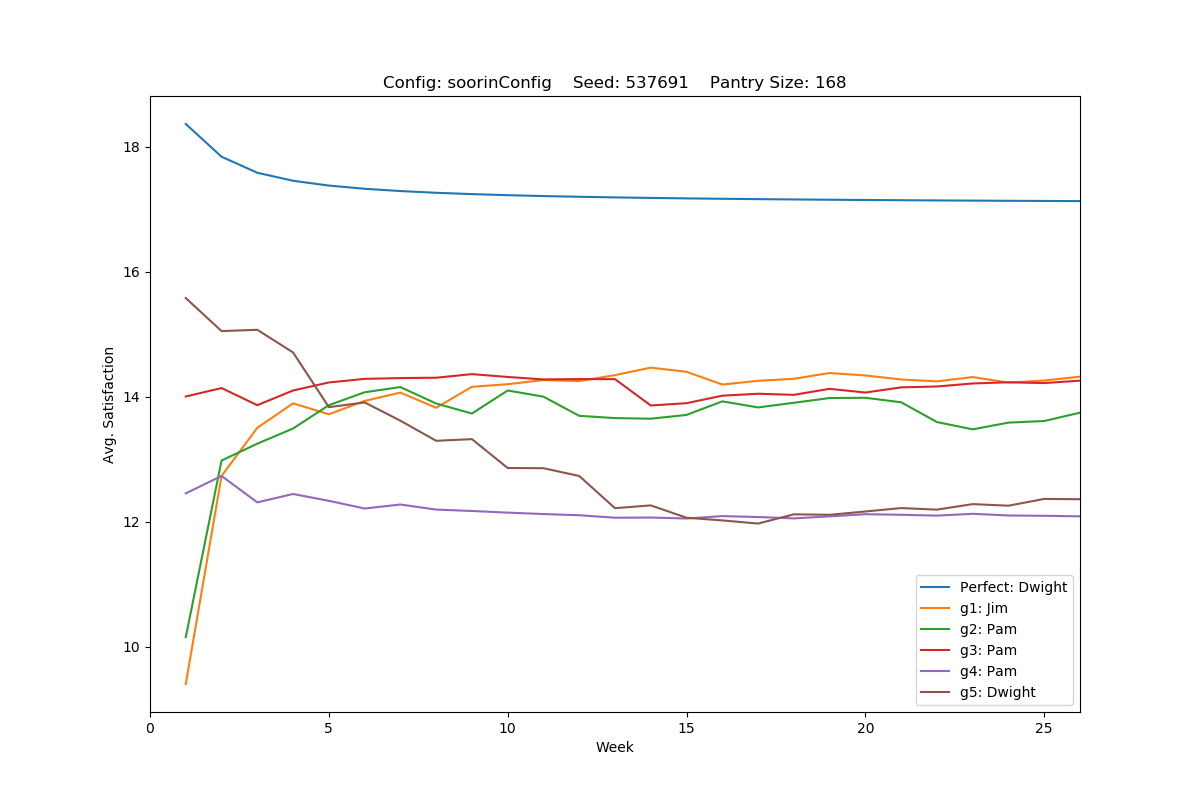 Config: soorinConfig    Seed: 537691    Pantry Size: 168
18
16
14
12
10
Avg. Satisfaction
0
5
10
15
20
25
Week
Perfect: Dwight
g1: Jim
g2: Pam
g3: Pam
g4: Pam
g5: Dwight